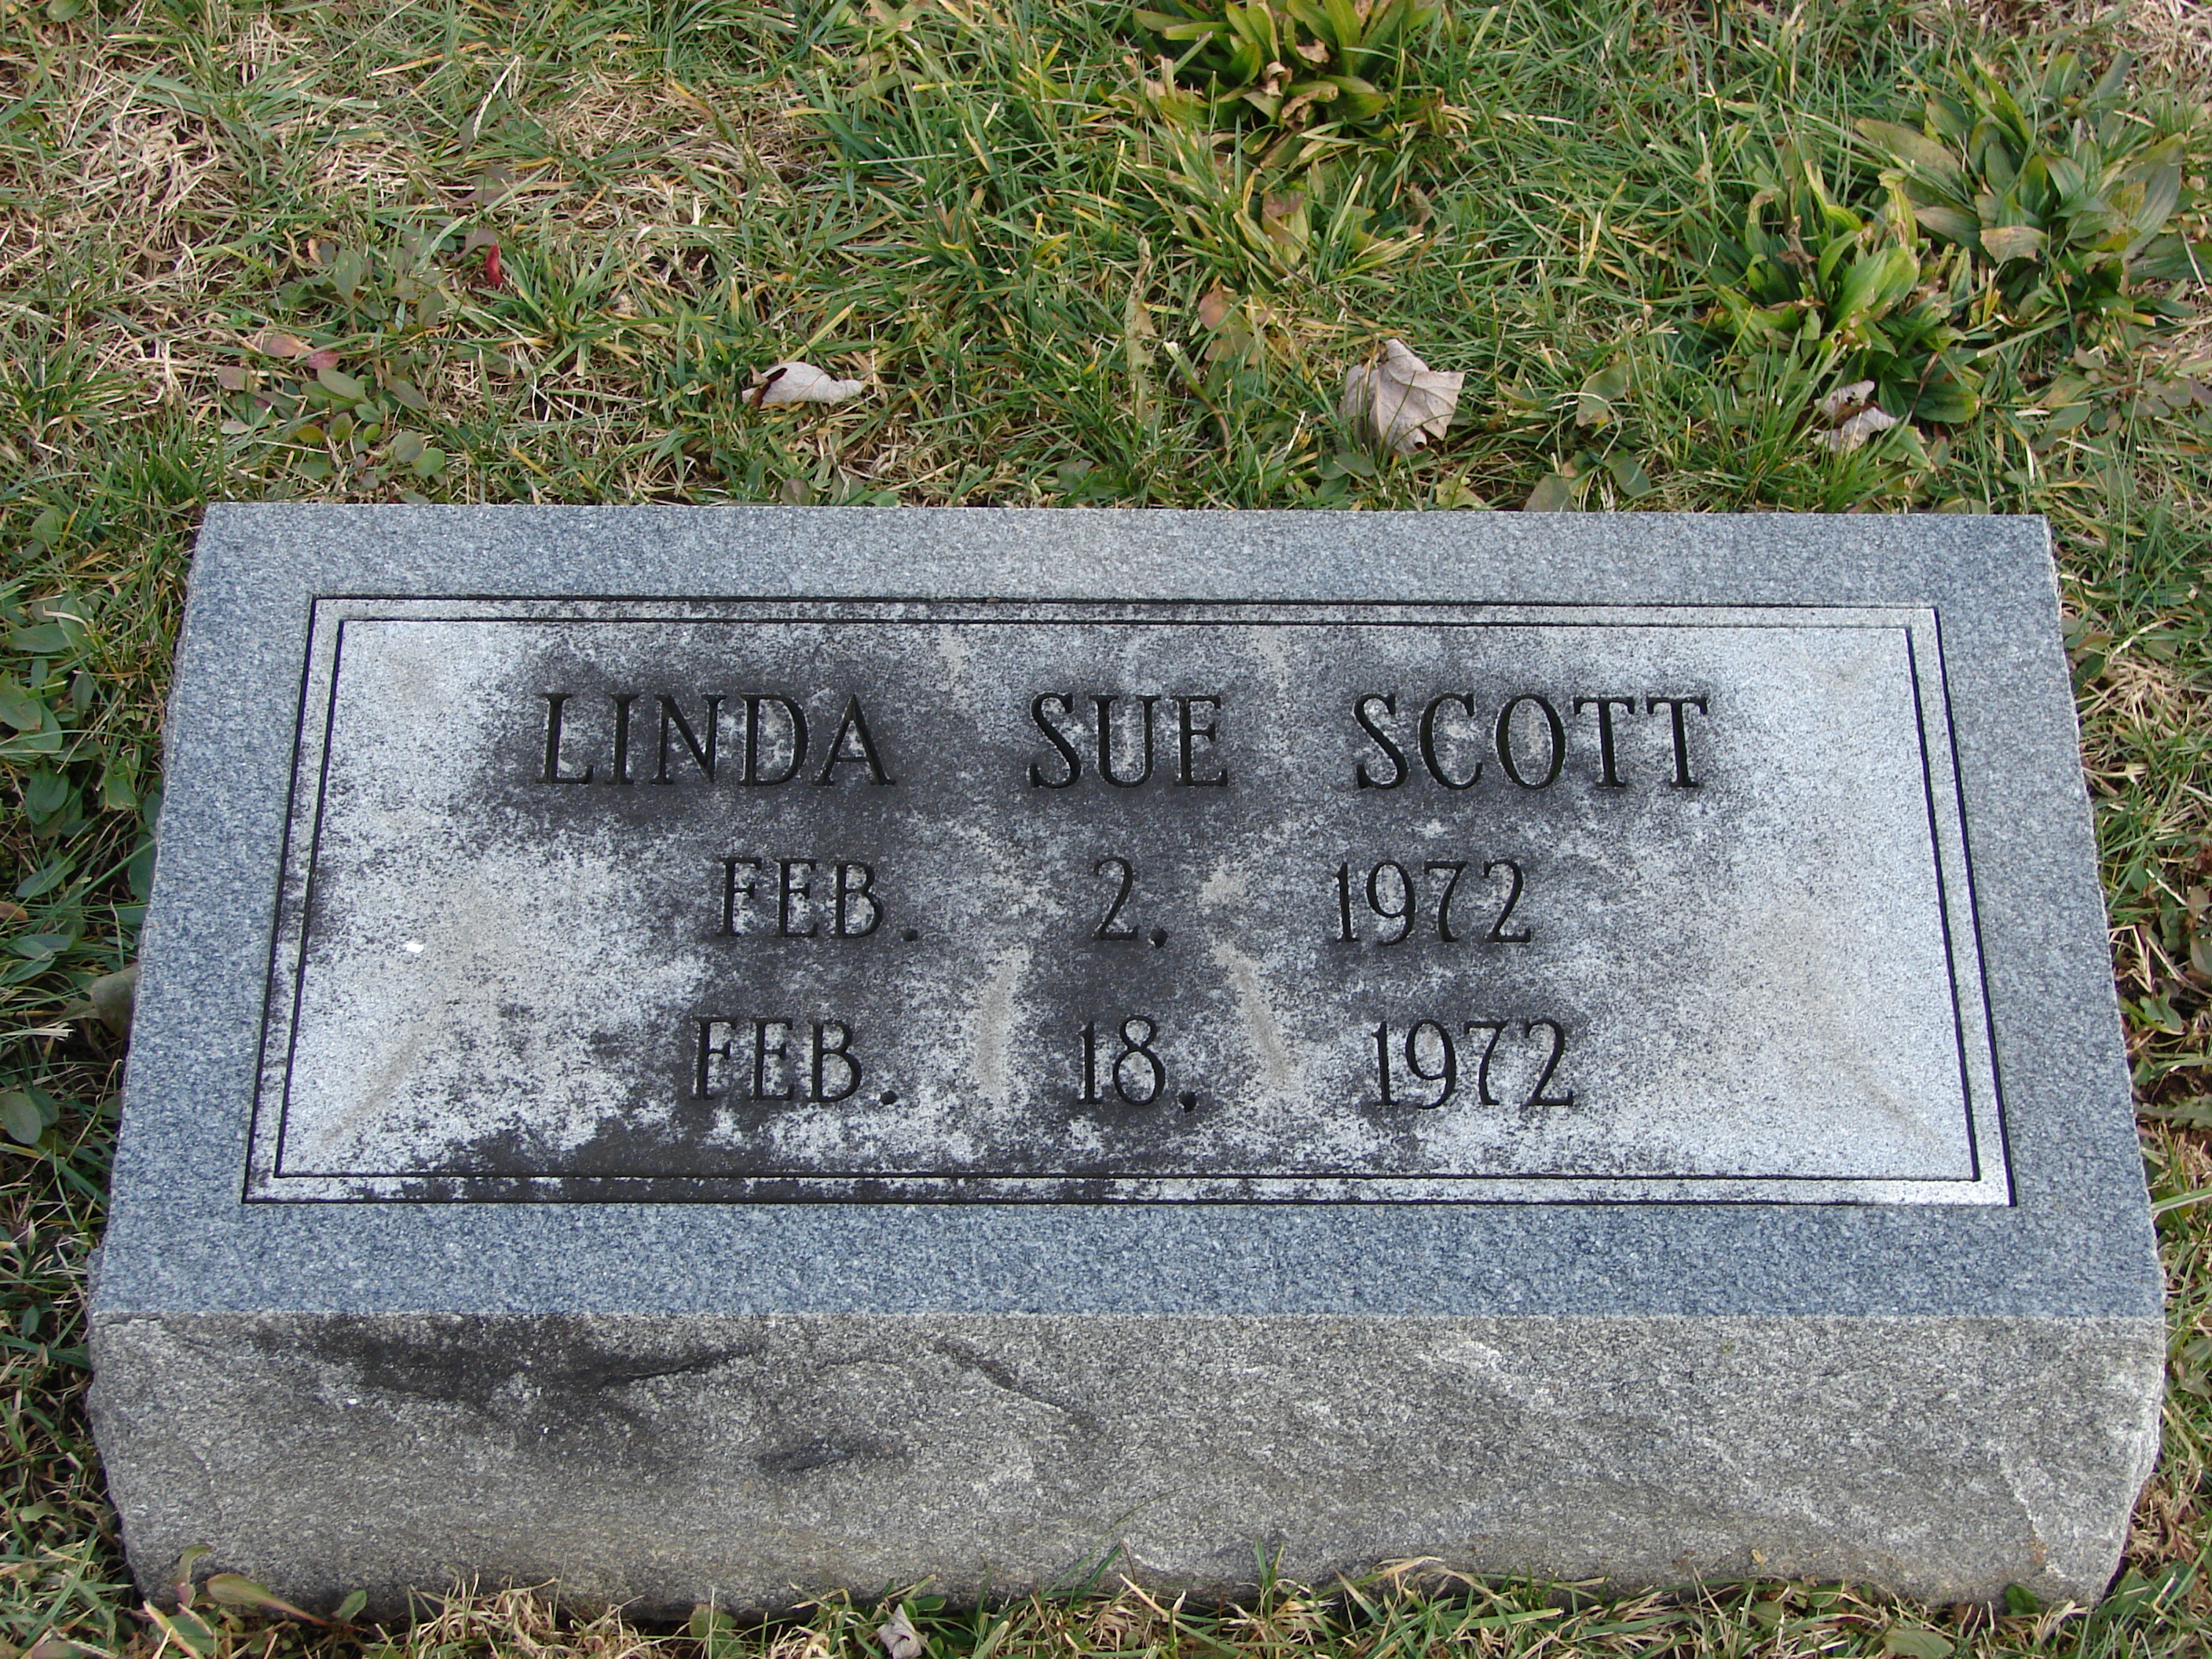 LINDA SUE SCOTT
FEB. 2, 1972
FEB. 18, 1972